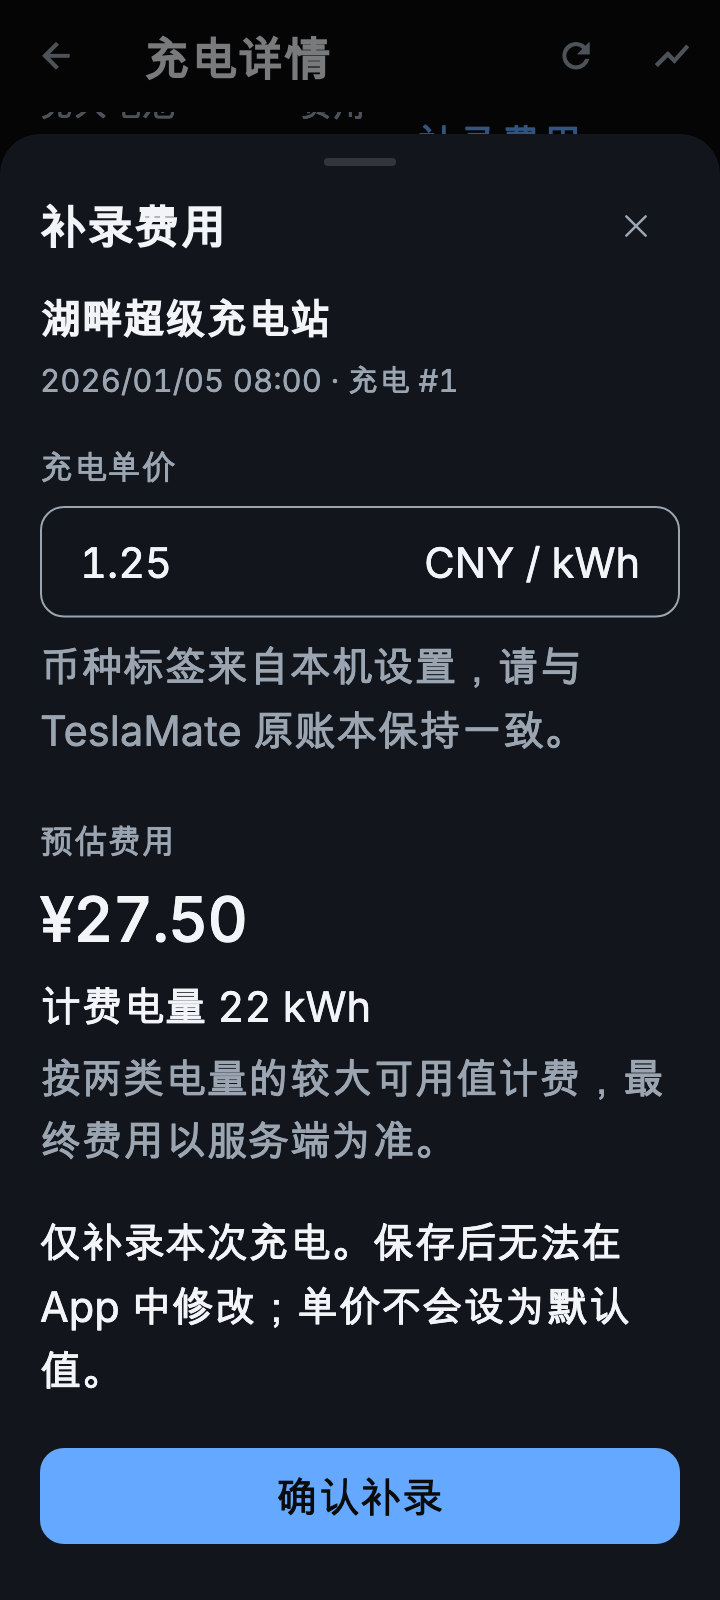 充电详情
补录费用
湖畔超级充电站
2026/01/05 08:00 · 充电 #1
充电单价
1.25 CNY / kWh
币种标签来自本机设置，请与
TeslaMate 原账本保持一致。
预估费用
¥27.50
计费电量 22 kWh
按两类电量的较大可用值计费，最
终费用以服务端为准。
仅补录本次充电。保存后无法在
App 中修改；单价不会设为默认
值。
确认补录